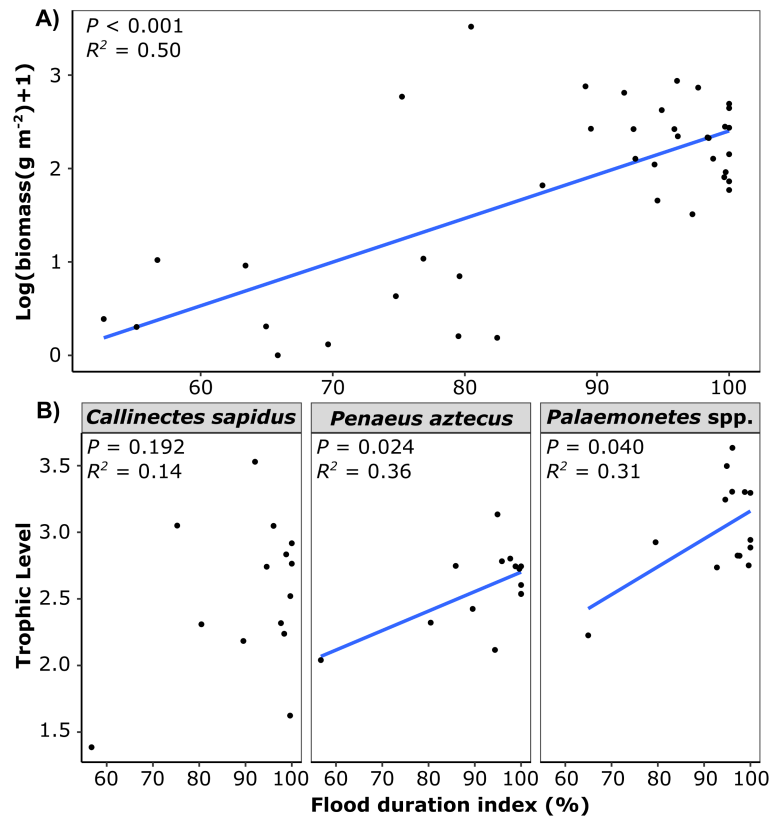 A)
P < 0.001
R² = 0.50
Log(biomass(g m⁻²)+1)
3
2
1
0
60 70 80 90 100
B)
Callinectes sapidus Penaeus aztecus Palaemonetes spp.
P = 0.192 P = 0.024 P = 0.040
R² = 0.14 R² = 0.36 R² = 0.31
Trophic Level
3.5
3.0
2.5
2.0
1.5
60 70 80 90 100 60 70 80 90 100 60 70 80 90 100
Flood duration index (%)